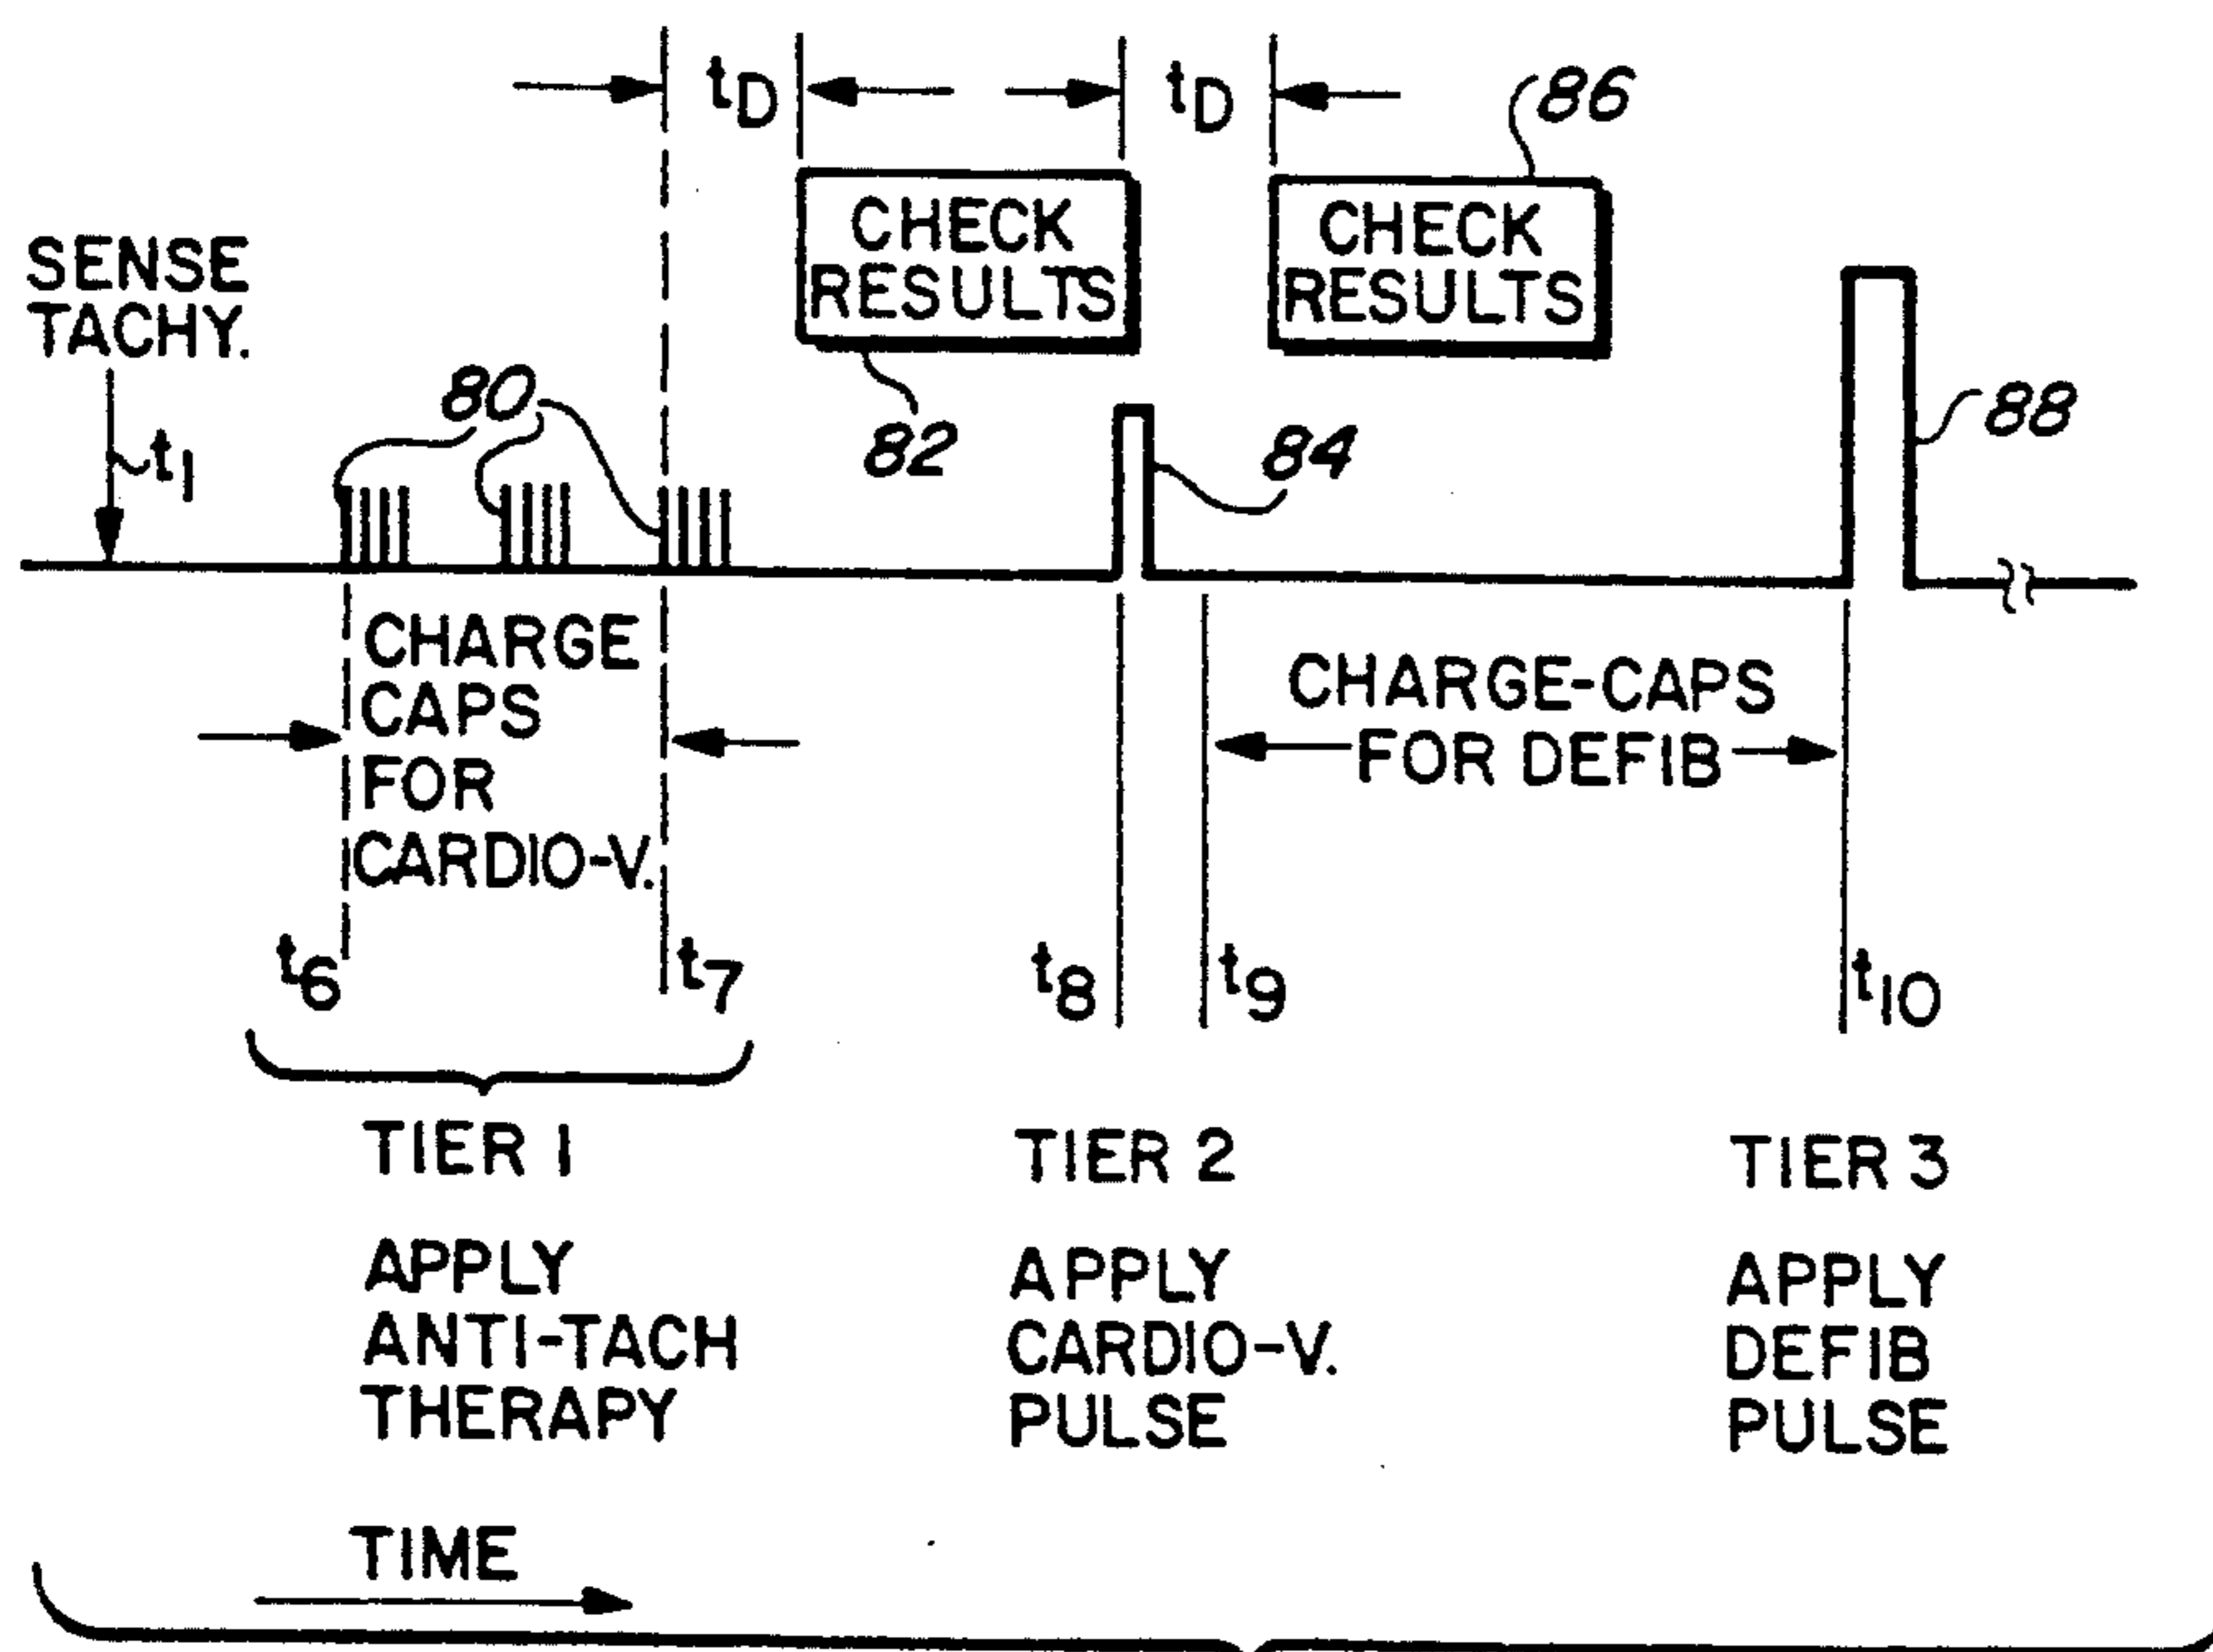 tD
tD
86
CHECK
RESULTS
CHECK
RESULTS
SENSE
TACHY.
80
82
84
88
t1
CHARGE
CAPS
FOR
CARDIO-V.
CHARGE-CAPS
FOR DEFIB
t6
t7
t8
t9
t10
TIER 1
APPLY
ANTI-TACH
THERAPY
TIER 2
APPLY
CARDIO-V.
PULSE
TIER 3
APPLY
DEFIB
PULSE
TIME